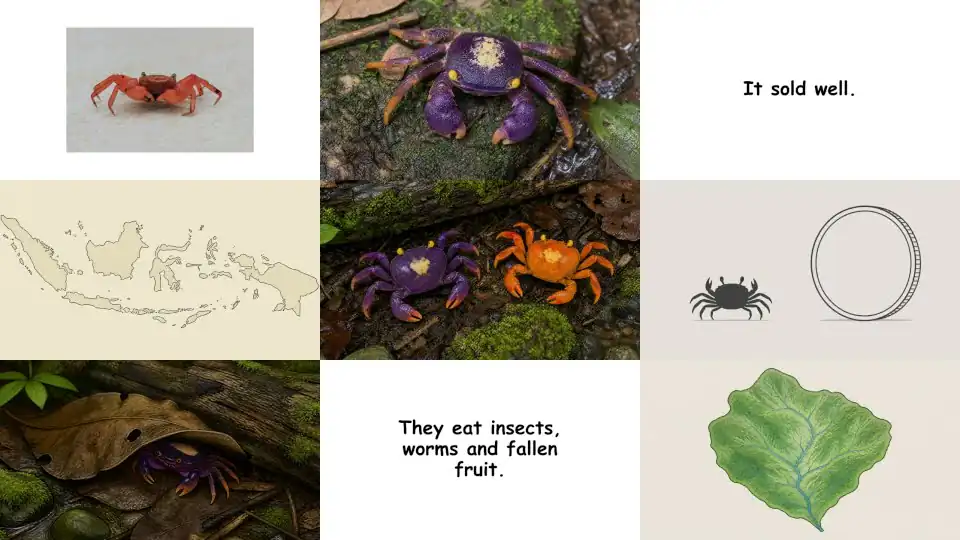 It sold well.
They eat insects,
worms and fallen
fruit.